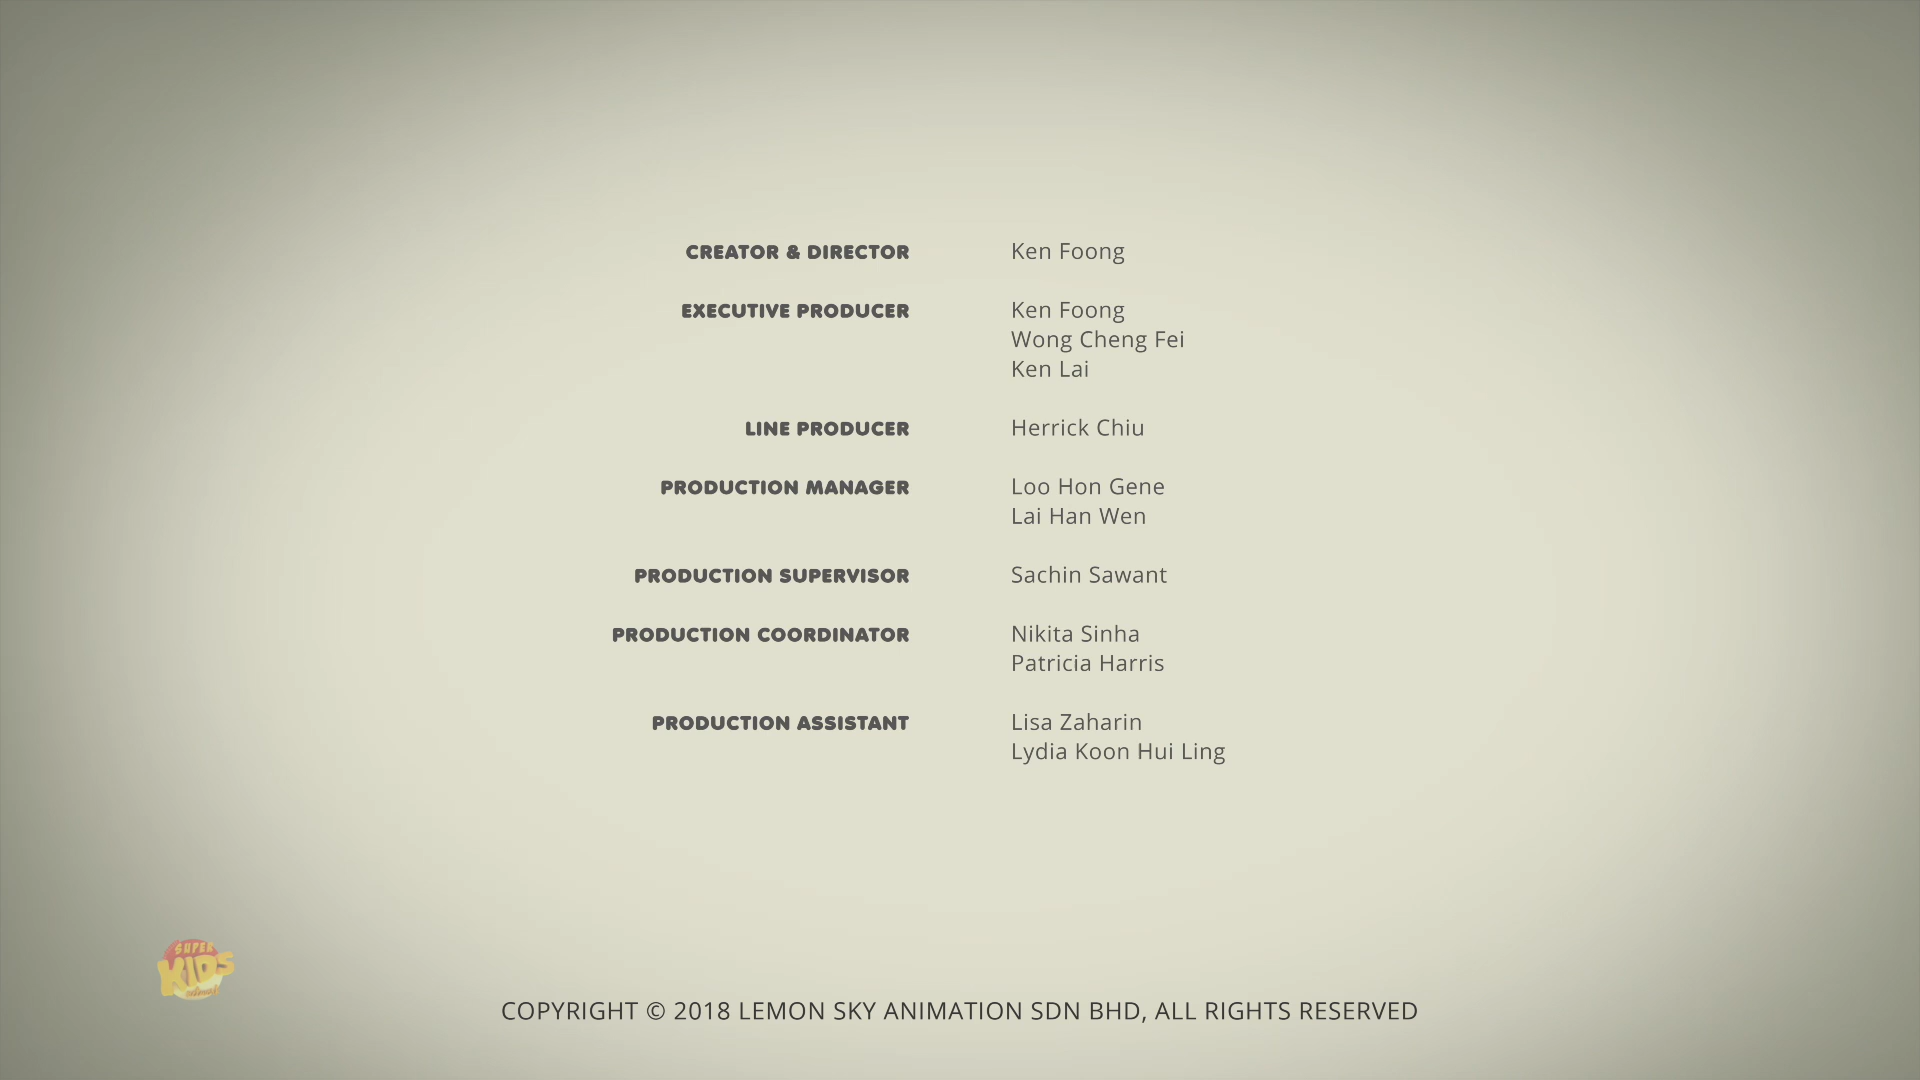 CREATOR & DIRECTOR Ken Foong
EXECUTIVE PRODUCER Ken Foong
Wong Cheng Fei
Ken Lai
LINE PRODUCER Herrick Chiu
PRODUCTION MANAGER Loo Hon Gene
Lai Han Wen
PRODUCTION SUPERVISOR Sachin Sawant
PRODUCTION COORDINATOR Nikita Sinha
Patricia Harris
PRODUCTION ASSISTANT Lisa Zaharin
Lydia Koon Hui Ling
SUPER
KIDS
COPYRIGHT © 2018 LEMON SKY ANIMATION SDN BHD, ALL RIGHTS RESERVED